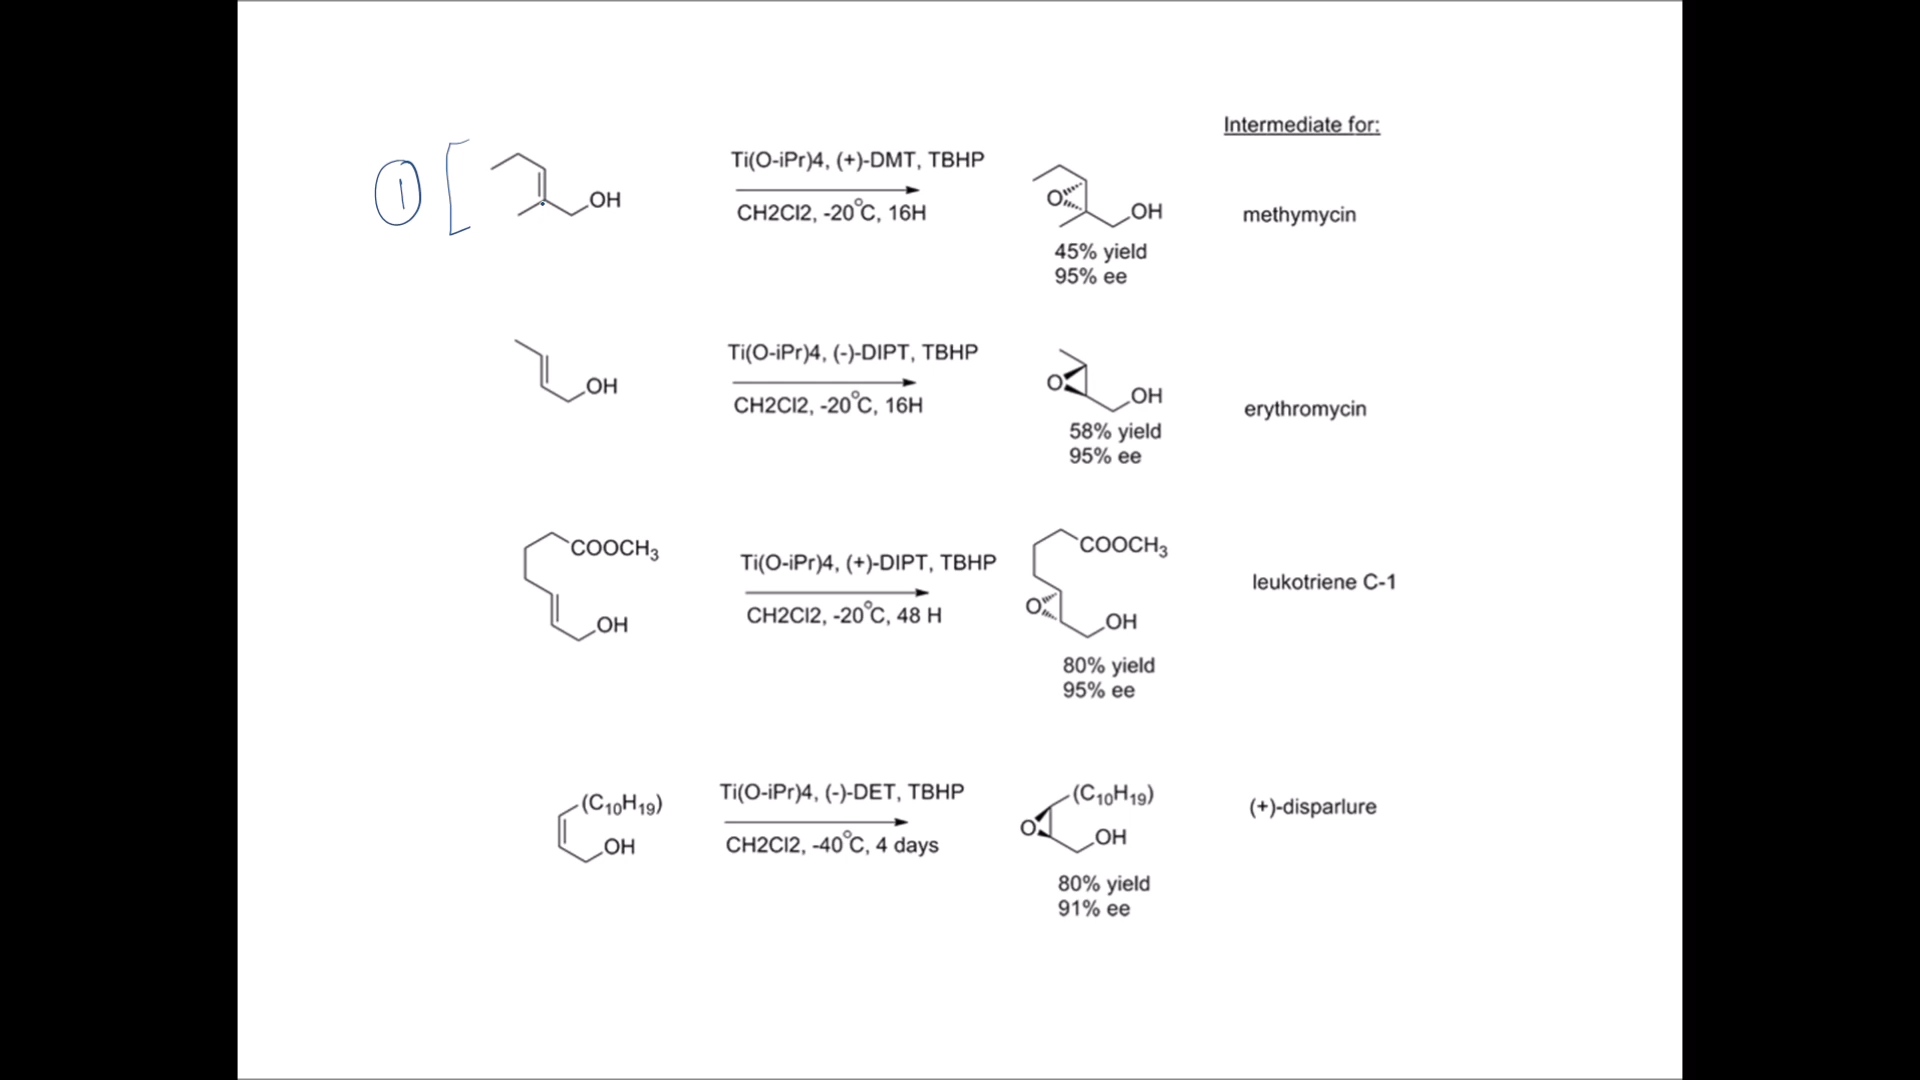 Intermediate for:
①
OH
Ti(O-iPr)4, (+)-DMT, TBHP
CH2Cl2, -20°C, 16H
O
OH
45% yield
95% ee
methymycin
OH
Ti(O-iPr)4, (-)-DIPT, TBHP
CH2Cl2, -20°C, 16H
O
OH
58% yield
95% ee
erythromycin
COOCH₃
OH
Ti(O-iPr)4, (+)-DIPT, TBHP
CH2Cl2, -20°C, 48 H
COOCH₃
O
OH
80% yield
95% ee
leukotriene C-1
(C₁₀H₁₉)
OH
Ti(O-iPr)4, (-)-DET, TBHP
CH2Cl2, -40°C, 4 days
(C₁₀H₁₉)
O
OH
80% yield
91% ee
(+)-disparlure